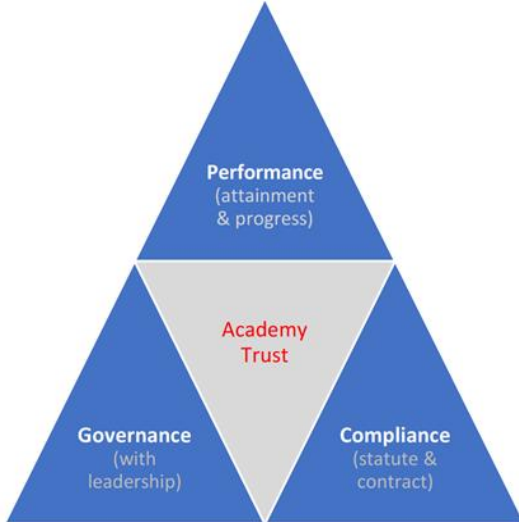 Performance
(attainment
& progress)
Academy
Trust
Governance
(with
leadership)
Compliance
(statute &
contract)